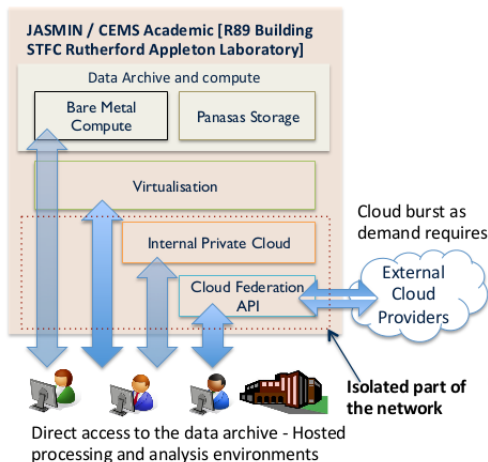 JASMIN / CEMS Academic [R89 Building
STFC Rutherford Appleton Laboratory]
Data Archive and compute
Bare Metal
Compute
Panasas Storage
Virtualisation
Internal Private Cloud
Cloud Federation
API
Cloud burst as
demand requires
External
Cloud
Providers
Isolated part of
the network
Direct access to the data archive - Hosted
processing and analysis environments